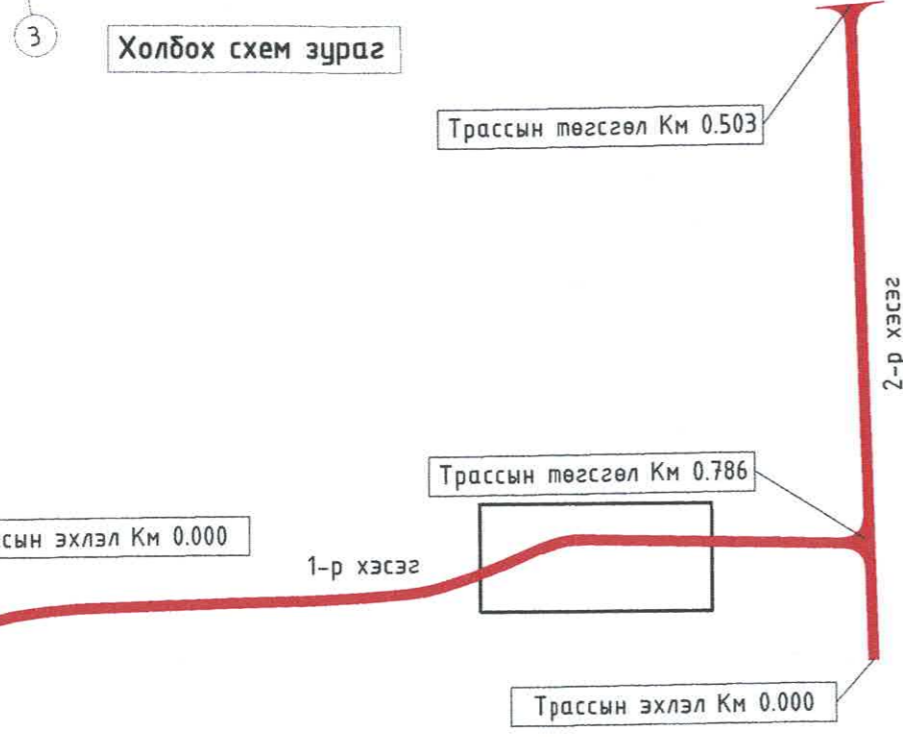 3
Холбох схем зураг
Трассын төгсгөл Км 0.503
2-р хэсэг
Трассын төгсгөл Км 0.786
сын эхлэл Км 0.000
1-р хэсэг
Трассын эхлэл Км 0.000